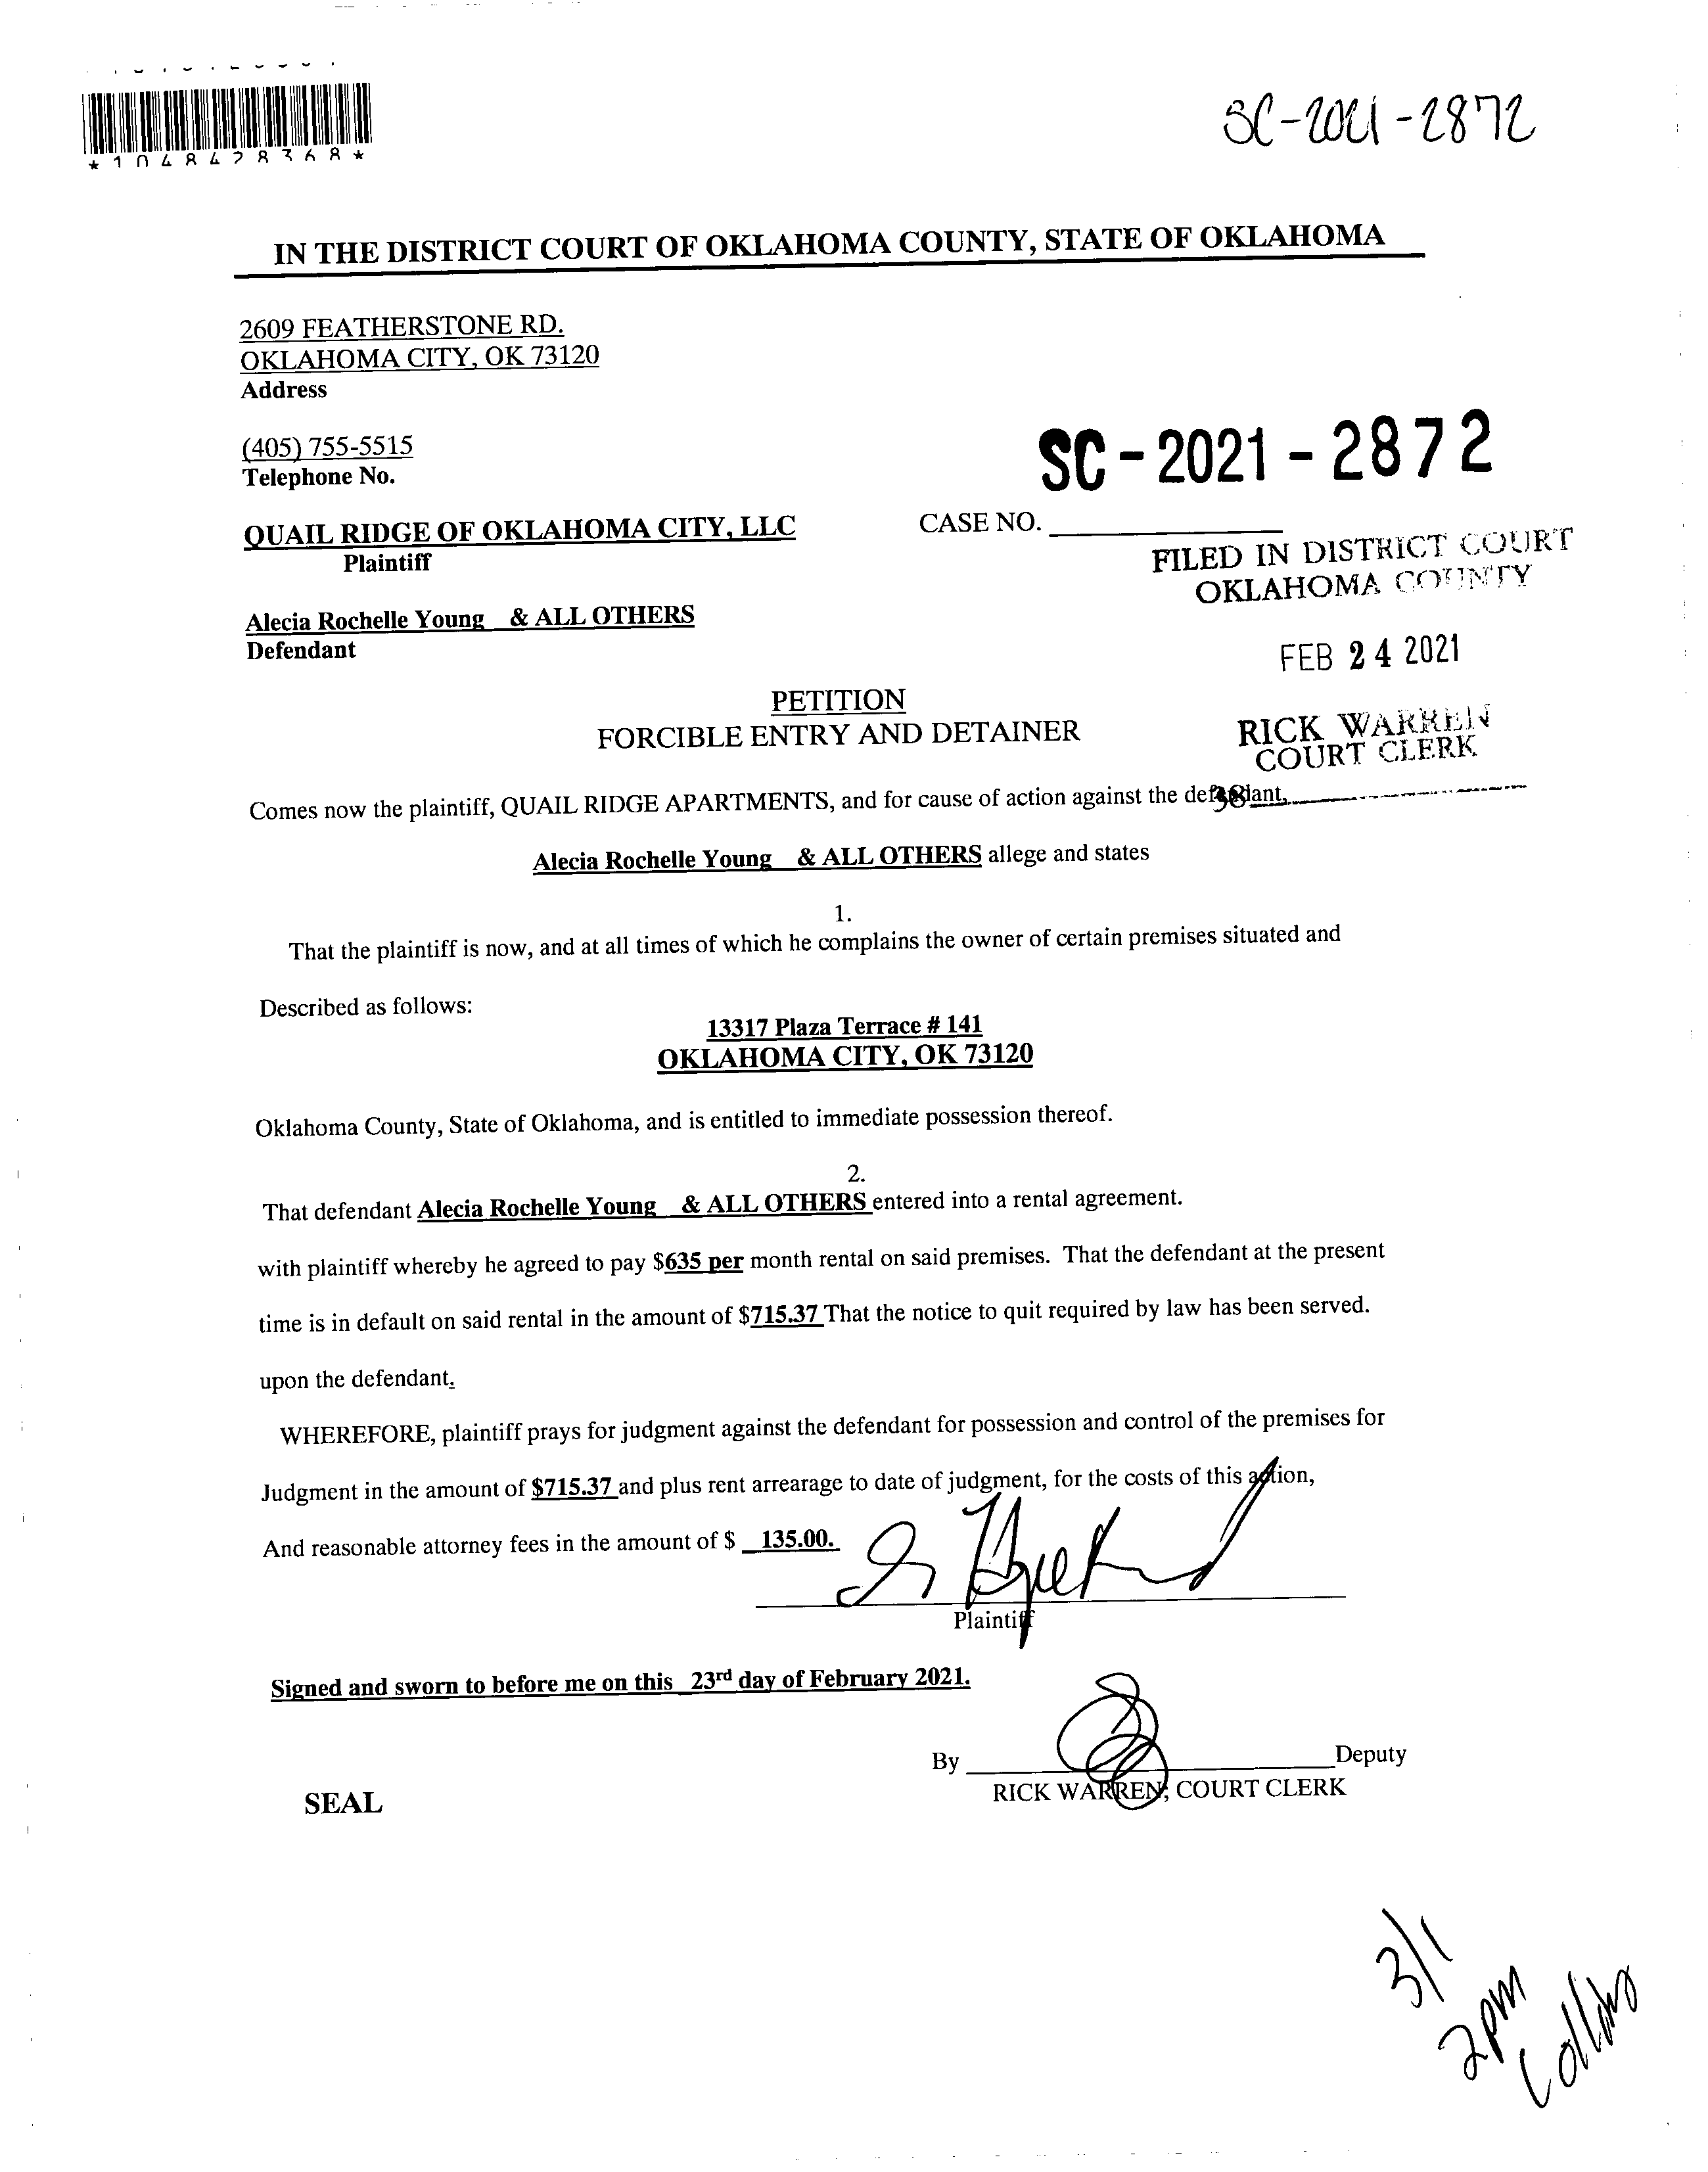 *1048428368*
SC-2021-2872
IN THE DISTRICT COURT OF OKLAHOMA COUNTY, STATE OF OKLAHOMA
2609 FEATHERSTONE RD.
OKLAHOMA CITY, OK 73120
Address
(405) 755-5515
Telephone No.
SC-2021-2872
QUAIL RIDGE OF OKLAHOMA CITY, LLC
Plaintiff
CASE NO.
FILED IN DISTRICT COURT
OKLAHOMA COUNTY
Alecia Rochelle Young & ALL OTHERS
Defendant
FEB 24 2021
PETITION
FORCIBLE ENTRY AND DETAINER
RICK WARREN
COURT CLERK
38
Comes now the plaintiff, QUAIL RIDGE APARTMENTS, and for cause of action against the defendant,
Alecia Rochelle Young & ALL OTHERS allege and states
1.
That the plaintiff is now, and at all times of which he complains the owner of certain premises situated and
Described as follows:
13317 Plaza Terrace # 141
OKLAHOMA CITY, OK 73120
Oklahoma County, State of Oklahoma, and is entitled to immediate possession thereof.
2.
That defendant Alecia Rochelle Young & ALL OTHERS entered into a rental agreement.
with plaintiff whereby he agreed to pay $635 per month rental on said premises. That the defendant at the present
time is in default on said rental in the amount of $715.37 That the notice to quit required by law has been served.
upon the defendant.
WHEREFORE, plaintiff prays for judgment against the defendant for possession and control of the premises for
Judgment in the amount of $715.37 and plus rent arrearage to date of judgment, for the costs of this action,
And reasonable attorney fees in the amount of $ 135.00.
Plaintiff
Signed and sworn to before me on this 23rd day of February 2021.
By Deputy
RICK WARREN, COURT CLERK
SEAL
3/1
2pm
Collins